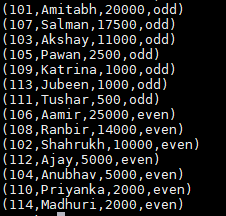 (101,Amitabh,20000,odd)
(107,Salman,17500,odd)
(103,Akshay,11000,odd)
(105,Pawan,2500,odd)
(109,Katrina,1000,odd)
(113,Jubeen,1000,odd)
(111,Tushar,500,odd)
(106,Aamir,25000,even)
(108,Ranbir,14000,even)
(102,Shahrukh,10000,even)
(112,Ajay,5000,even)
(104,Anubhav,5000,even)
(110,Priyanka,2000,even)
(114,Madhuri,2000,even)